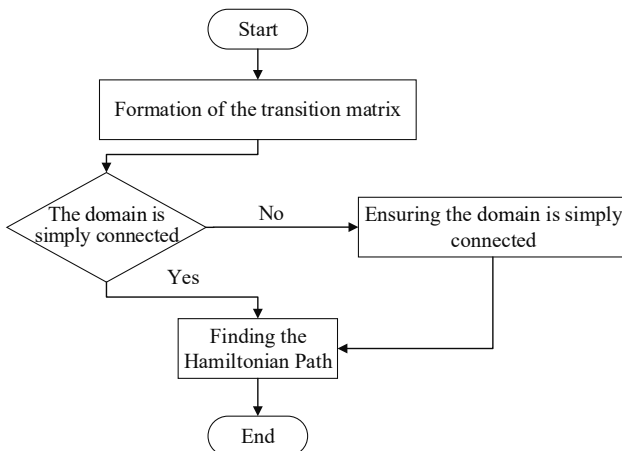 Start
Formation of the transition matrix
The domain is
simply connected
No
Ensuring the domain is simply
connected
Yes
Finding the
Hamiltonian Path
End